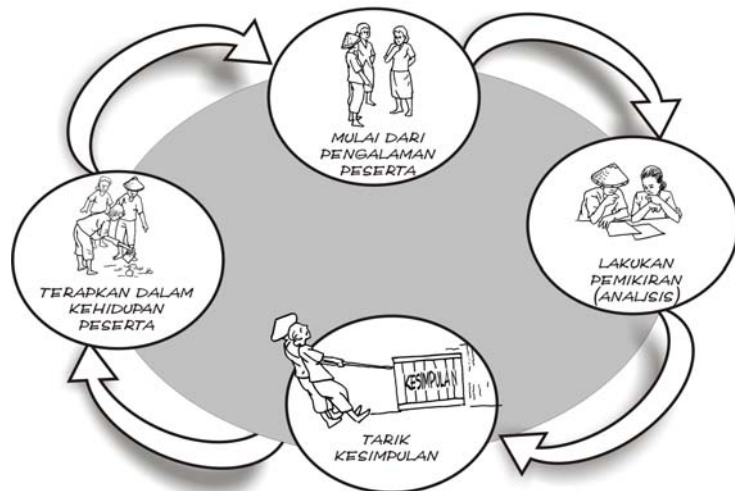 MULAI DARI
PENGALAMAN
PESERTA
LAKUKAN
PEMIKIRAN
(ANALISIS)
KESIMPULAN
TARIK
KESIMPULAN
TERAPKAN DALAM
KEHIDUPAN
PESERTA